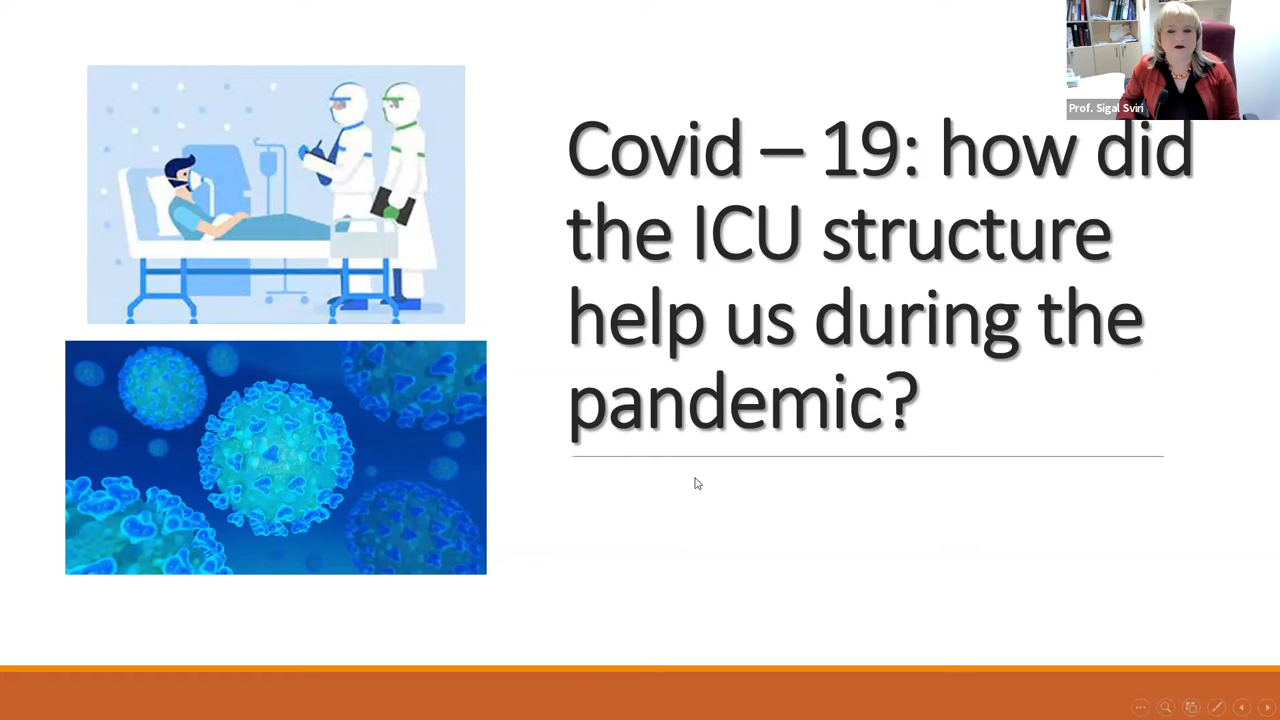 Prof. Sigal Sviri
Covid – 19: how did
the ICU structure
help us during the
pandemic?